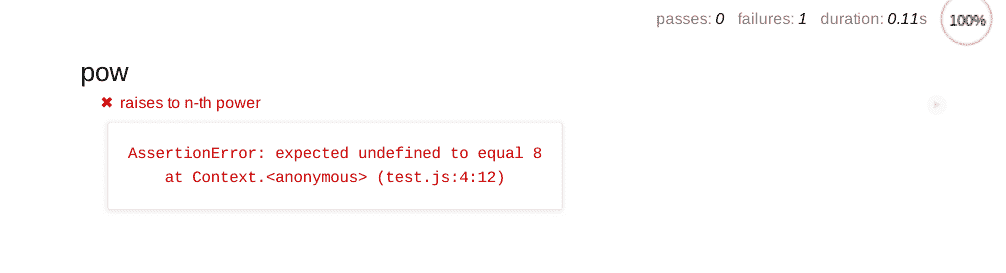 passes: 0 failures: 1 duration: 0.11s 100%
pow
✖ raises to n-th power
AssertionError: expected undefined to equal 8
at Context.<anonymous> (test.js:4:12)